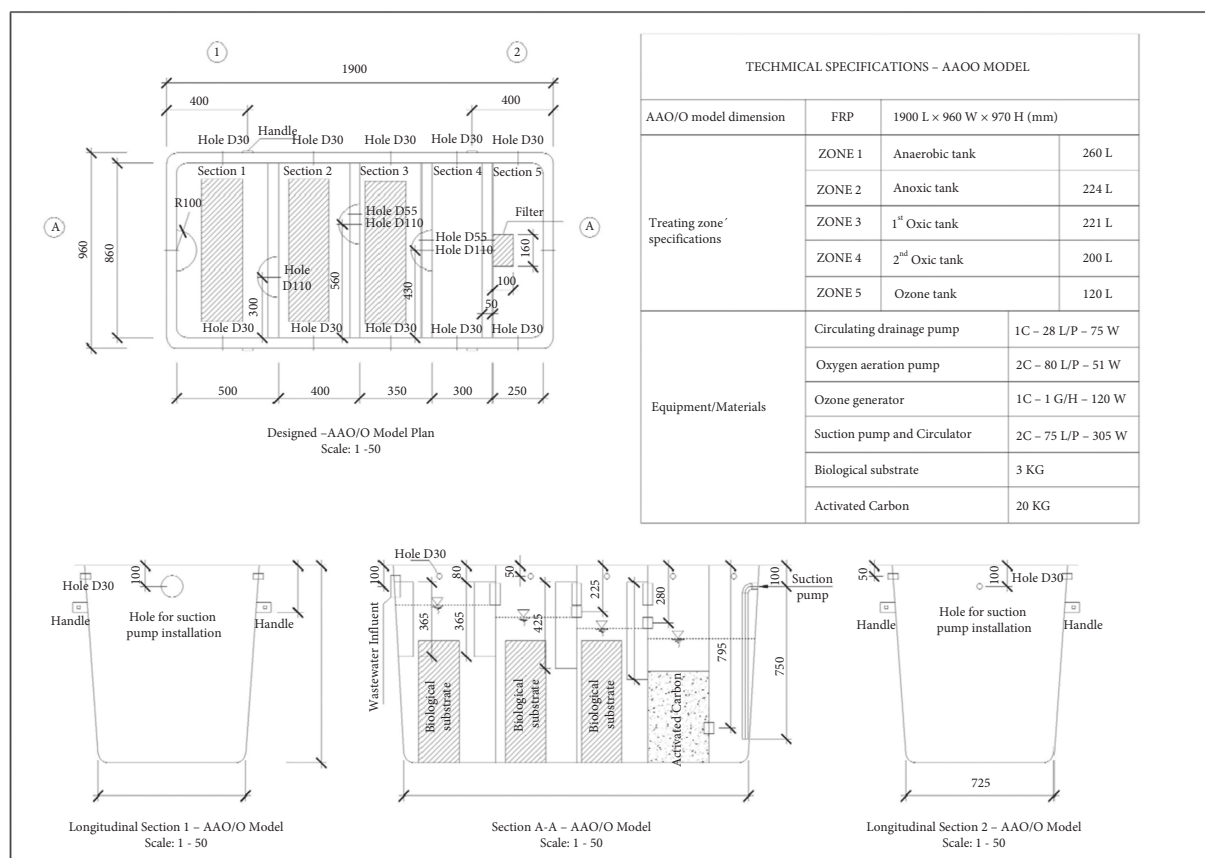 1
2
1900
400
400
Handle
Hole D30
Hole D30
Hole D30
Hole D30
Hole D30
Section 1
Section 2
Section 3
Section 4
Section 5
R100
Hole D55
Hole D110
Filter
A
A
Hole D55
Hole D110
960
860
Hole
D110
300
560
430
160
100
50
Hole D30
Hole D30
Hole D30
Hole D30
Hole D30
500
400
350
300
250
Designed –AAO/O Model Plan
Scale: 1 -50
TECHMICAL SPECIFICATIONS – AAOO MODEL
AAO/O model dimension FRP 1900 L × 960 W × 970 H (mm)
Treating zone´
specifications
ZONE 1 Anaerobic tank 260 L
ZONE 2 Anoxic tank 224 L
ZONE 3 1st Oxic tank 221 L
ZONE 4 2nd Oxic tank 200 L
ZONE 5 Ozone tank 120 L
Equipment/Materials
Circulating drainage pump 1C – 28 L/P – 75 W
Oxygen aeration pump 2C – 80 L/P – 51 W
Ozone generator 1C – 1 G/H – 120 W
Suction pump and Circulator 2C – 75 L/P – 305 W
Biological substrate 3 KG
Activated Carbon 20 KG
100
Hole D30
Handle
Handle
Hole for suction
pump installation
Longitudinal Section 1 – AAO/O Model
Scale: 1 - 50
Hole D30
100
80
50
225
280
100
Suction
pump
365
365
425
795
750
Wastewater Influent
Biological
substrate
Biological
substrate
Biological
substrate
Activated Carbon
Section A-A – AAO/O Model
Scale: 1 - 50
50
100
Hole D30
Handle
Handle
Hole for suction
pump installation
725
Longitudinal Section 2 – AAO/O Model
Scale: 1 - 50